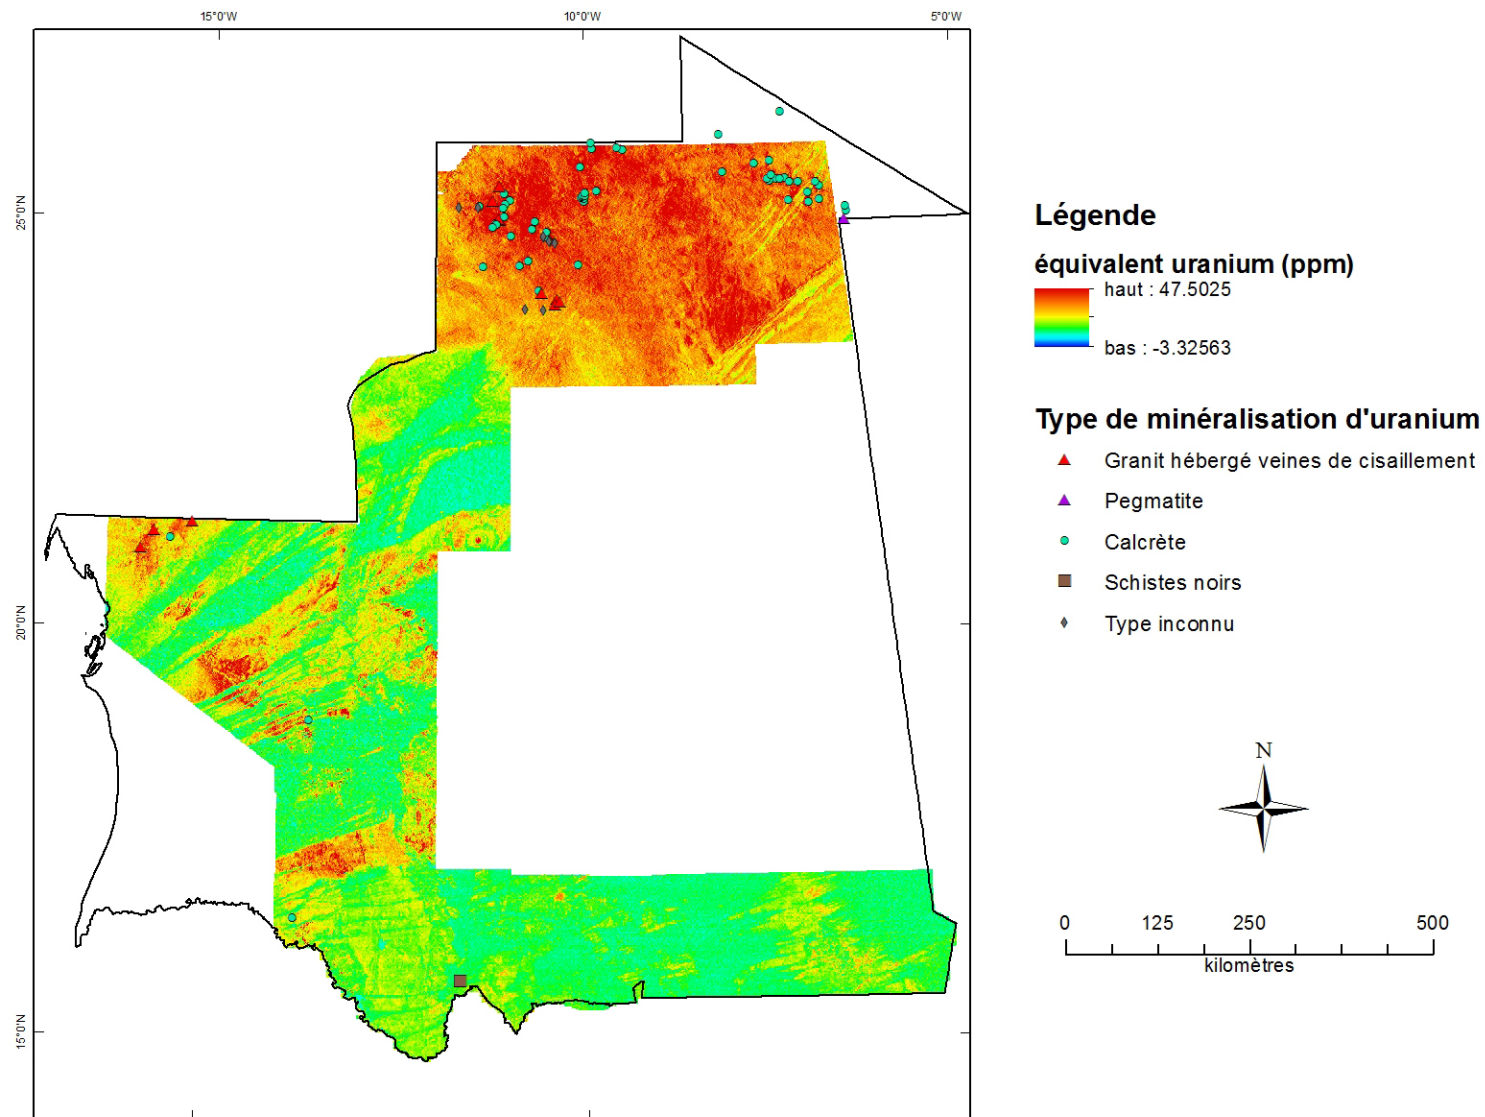 15°0'W 10°0'W 5°0'W
25°0'N
20°0'N
15°0'N
Légende
équivalent uranium (ppm)
haut : 47.5025
bas : -3.32563
Type de minéralisation d'uranium
Granit hébergé veines de cisaillement
Pegmatite
Calcrète
Schistes noirs
Type inconnu
N
0 125 250 500
kilomètres